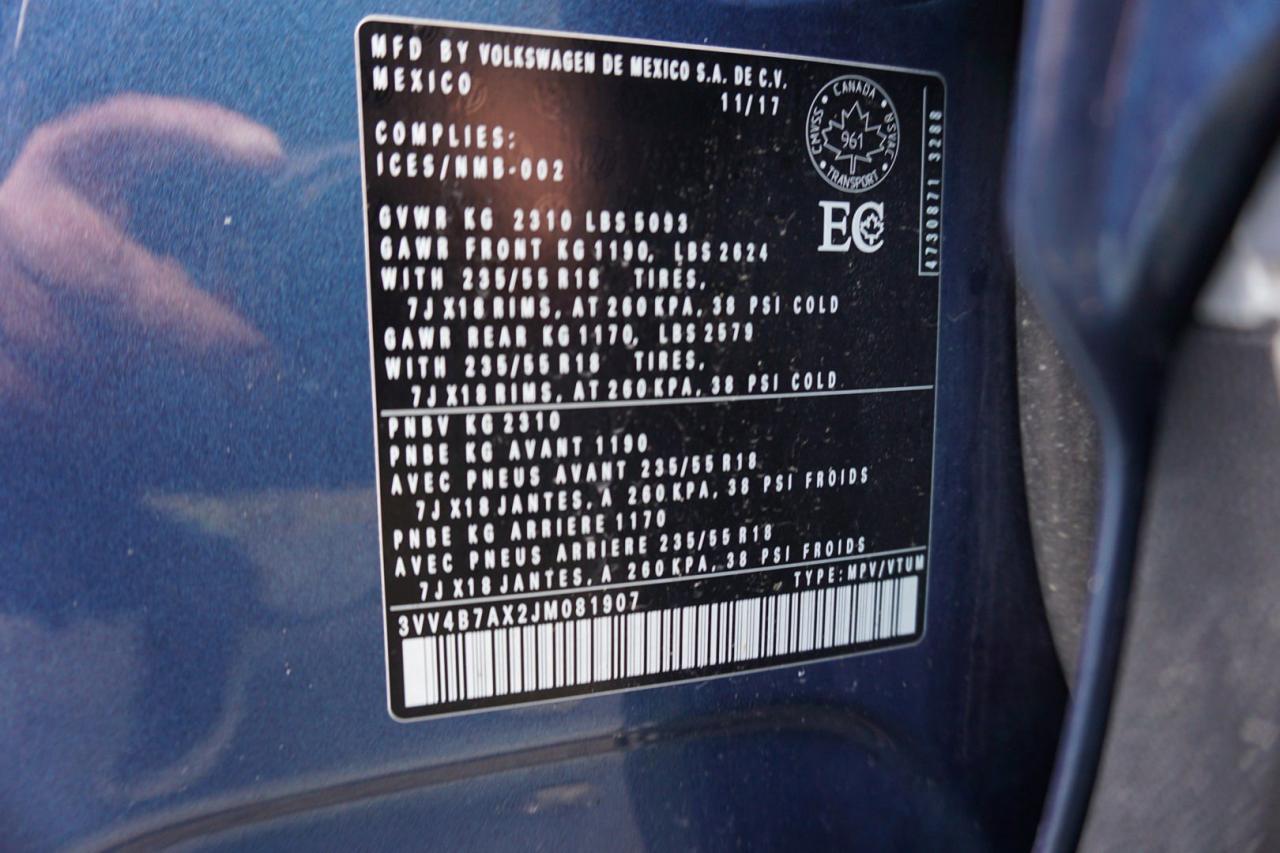 MFD BY VOLKSWAGEN DE MEXICO S.A. DE C.V.
MEXICO
11/17
COMPLIES:
ICES/NMB-002
GVWR KG 2310 LBS 5093
GAWR FRONT KG 1190, LBS 2624
WITH 235/55 R18 TIRES,
7J X18 RIMS, AT 260 KPA, 38 PSI COLD
GAWR REAR KG 1170, LBS 2579
WITH 235/55 R18 TIRES,
7J X18 RIMS, AT 260 KPA, 38 PSI COLD
CANADA
CMVSS
RSVAC
961
TRANSPORT
EC
4730871 3288
PNBV KG 2310
PNBE KG AVANT 1190
AVEC PNEUS AVANT 235/55 R18
7J X18 JANTES, A 260 KPA, 38 PSI FROIDS
PNBE KG ARRIERE 1170
AVEC PNEUS ARRIERE 235/55 R18
7J X18 JANTES, A 260 KPA, 38 PSI FROIDS
TYPE: MPV/VTUM
3VV4B7AX2JM081907